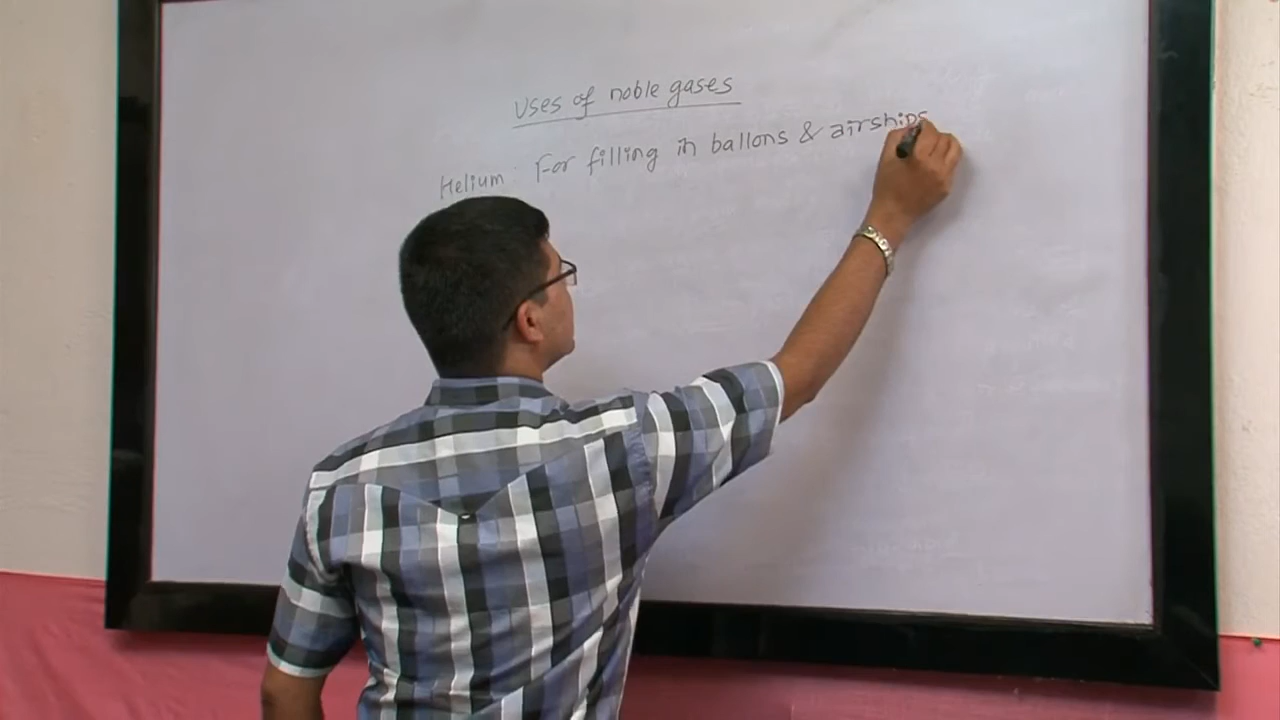 Uses of noble gases
Helium : For filling in ballons & airships